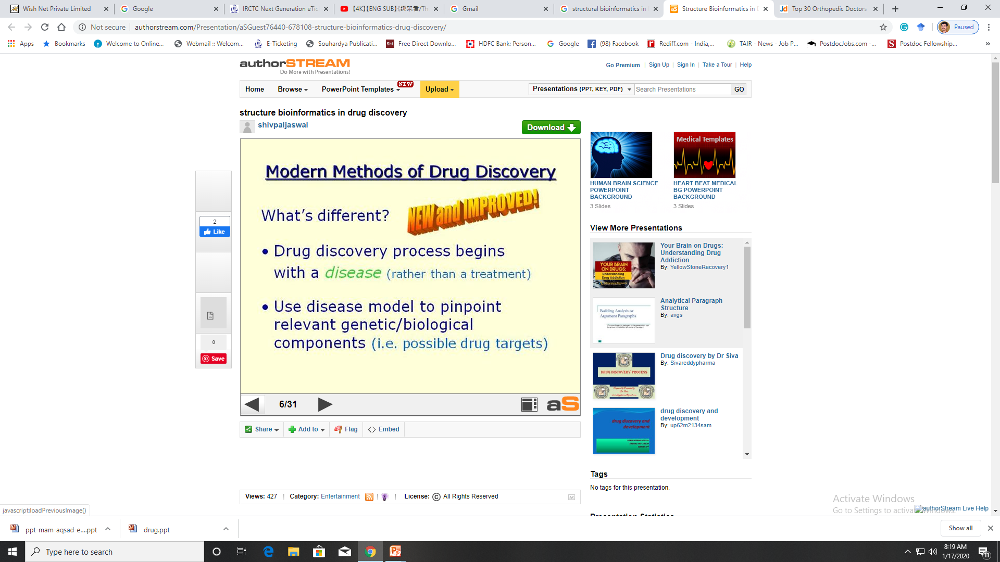 Wish Net Private Limited
Google
IRCTC Next Generation eTic
【4K】【ENG SUB】《绑架者/Th
Gmail
structural bioinformatics in
Structure Bioinformatics in
Top 30 Orthopedic Doctors
Not secure
authorstream.com/Presentation/aSGuest76440-678108-structure-bioinformatics-drug-discovery/
Paused
Apps
Bookmarks
Welcome to Online...
Webmail :: Welcom...
E-Ticketing
Souhardya Publicati...
SN Free Direct Downlo...
HDFC Bank: Person...
Google
(98) Facebook
Rediff.com - India,...
TAIR - News - Job P...
PostdocJobs.com -...
Postdoc Fellowship...
»
authorSTREAM
Do More with Presentations!
Go Premium | Sign Up | Sign In | Take a Tour | Help
Home
Browse
PowerPoint Templates
NEW
Upload
Presentations (PPT, KEY, PDF)
Search Presentations
GO
structure bioinformatics in drug discovery
shivpaljaswal
Download
Modern Methods of Drug Discovery
What's different?
NEW and IMPROVED!
• Drug discovery process begins
with a disease (rather than a treatment)
• Use disease model to pinpoint
relevant genetic/biological
components (i.e. possible drug targets)
6/31
aS
2
Like
0
Save
Share
Add to
Flag
Embed
Views: 427
Category: Entertainment
License: © All Rights Reserved
Medical Templates
HUMAN BRAIN SCIENCE
POWERPOINT
BACKGROUND
3 Slides
HEART BEAT MEDICAL
BG POWERPOINT
BACKGROUND
3 Slides
View More Presentations
YOUR BRAIN
ON DRUGS:
Understanding
Drug Addiction
Your Brain on Drugs:
Understanding Drug
Addiction
By: YellowStoneRecovery1
Building Analysis or
Argument Paragraphs
Analytical Paragraph
Structure
By: avgs
DRUG DISCOVERY PROCESS
Drug discovery by Dr Siva
By: Sivareddypharma
drug discovery and
development
drug discovery and
development
By: up62m2134sam
Tags
No tags for this presentation.
Presentation Statistics
Activate Windows
Go to Settings to activate Windows.
authorStream Live Help
javascript:loadPreviousImage()
ppt-mam-aqsad-e....ppt
drug.ppt
Show all
Type here to search
8:19 AM
1/17/2020
11